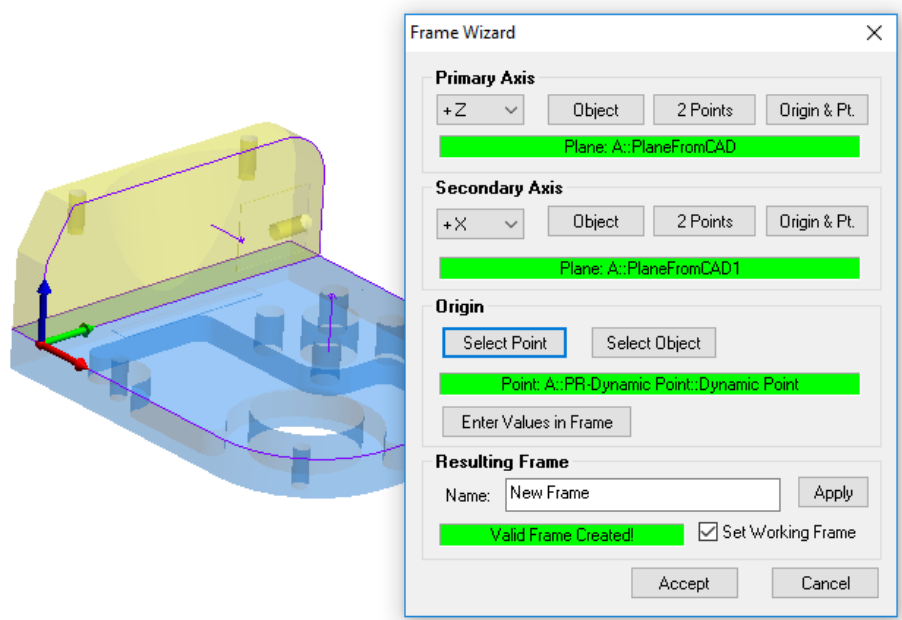 Frame Wizard
Primary Axis
+Z Object 2 Points Origin & Pt.
Plane: A::PlaneFromCAD
Secondary Axis
+X Object 2 Points Origin & Pt.
Plane: A::PlaneFromCAD1
Origin
Select Point Select Object
Point: A::PR-Dynamic Point::Dynamic Point
Enter Values in Frame
Resulting Frame
Name: New Frame Apply
Valid Frame Created! Set Working Frame
Accept Cancel